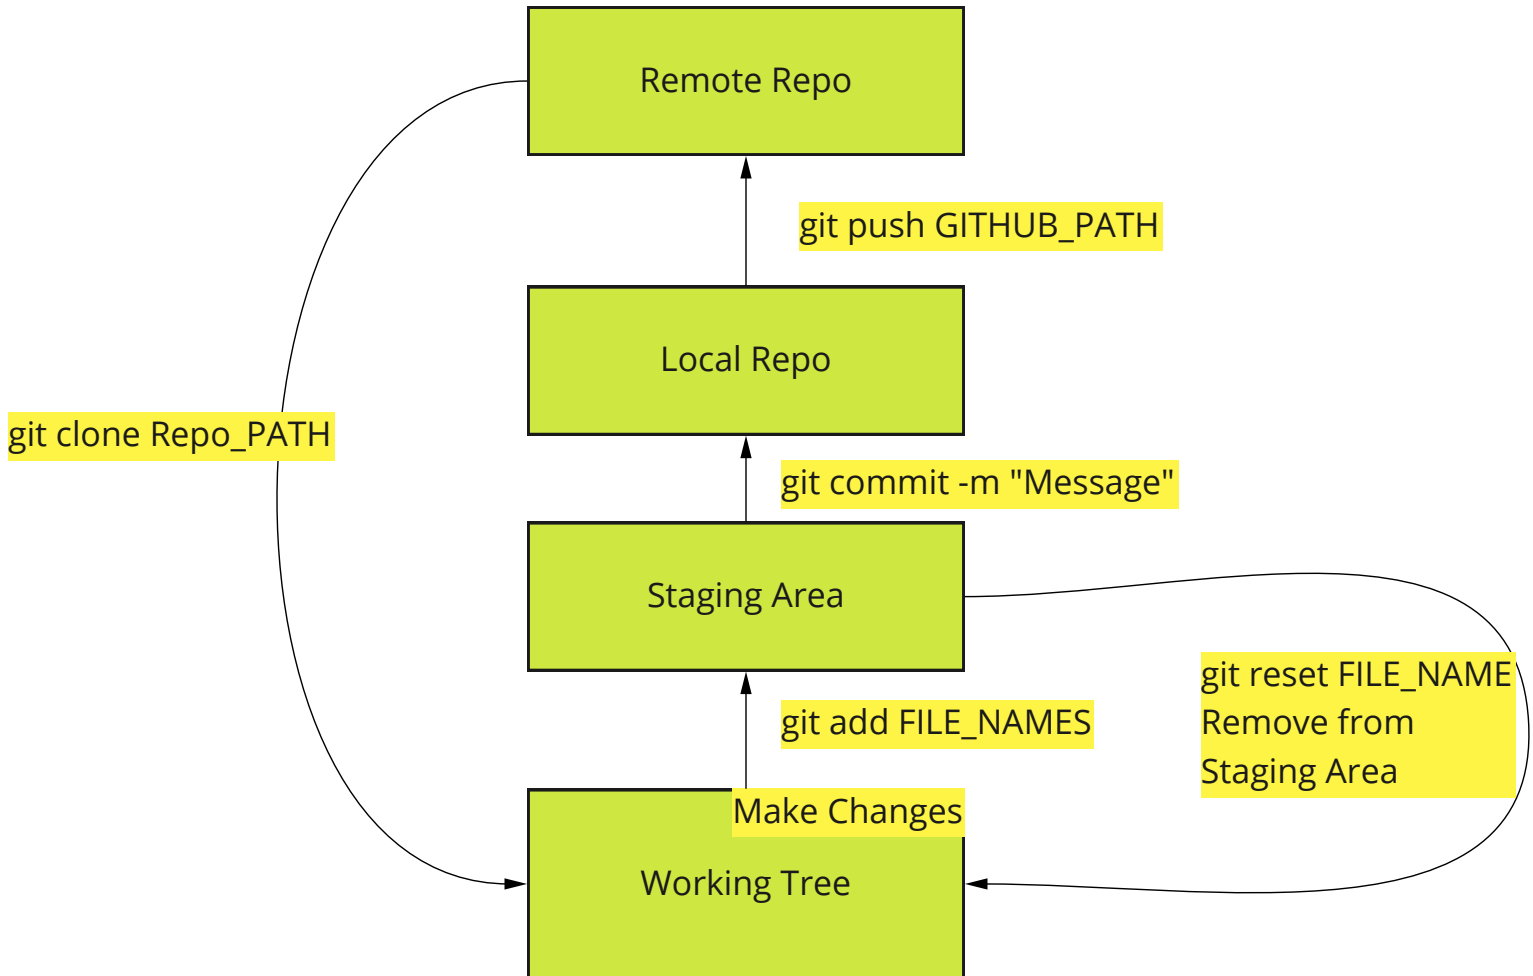 Remote Repo
git push GITHUB_PATH
Local Repo
git clone Repo_PATH
git commit -m "Message"
Staging Area
git reset FILE_NAME
Remove from
Staging Area
git add FILE_NAMES
Make Changes
Working Tree